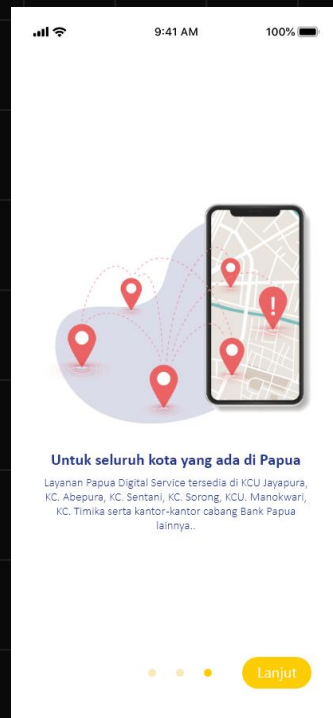 9:41 AM
100%
!
Untuk seluruh kota yang ada di Papua
Layanan Papua Digital Service tersedia di KCU Jayapura,
KC. Abepura, KC. Sentani, KC. Sorong, KCU. Manokwari,
KC. Timika serta kantor-kantor cabang Bank Papua
lainnya..
Lanjut